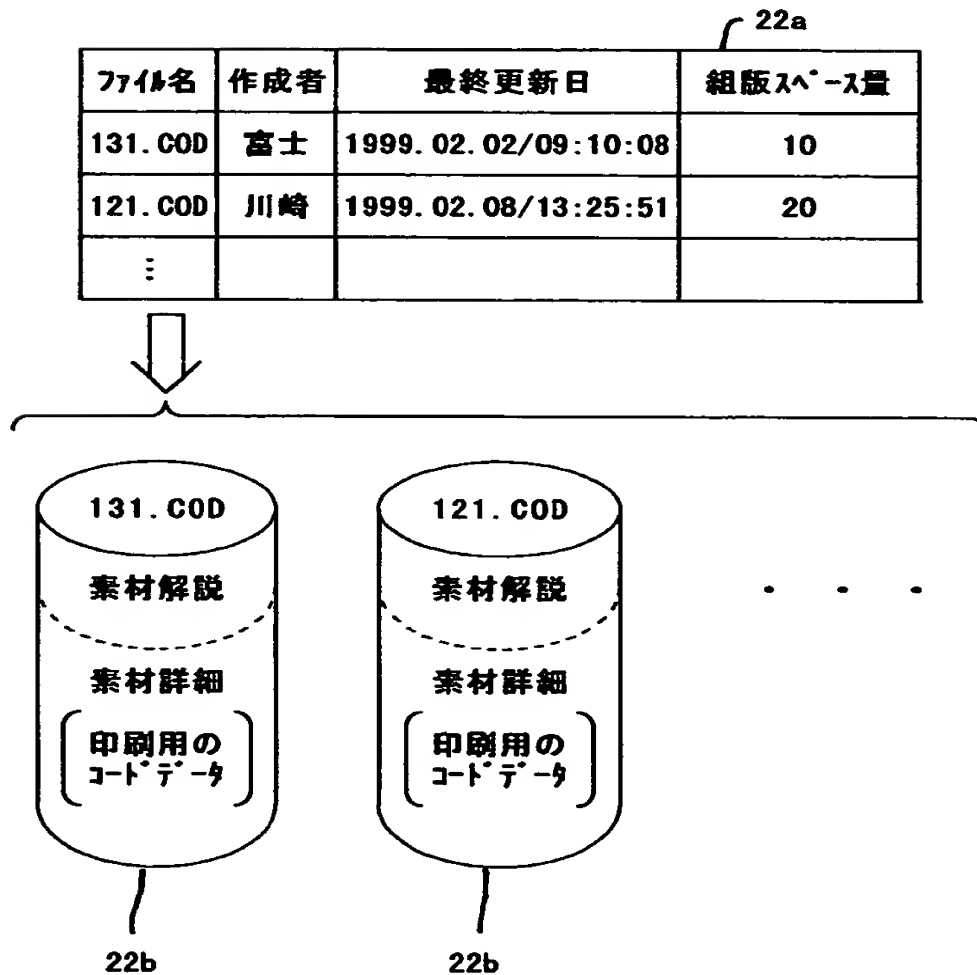 22a
ファイル名 作成者 最終更新日 組版スペース量
131.COD 富士 1999.02.02/09:10:08 10
121.COD 川崎 1999.02.08/13:25:51 20
⋮
131.COD 121.COD
素材解説 素材解説 ・ ・ ・
素材詳細 素材詳細
印刷用の 印刷用の
コードデータ コードデータ
22b 22b